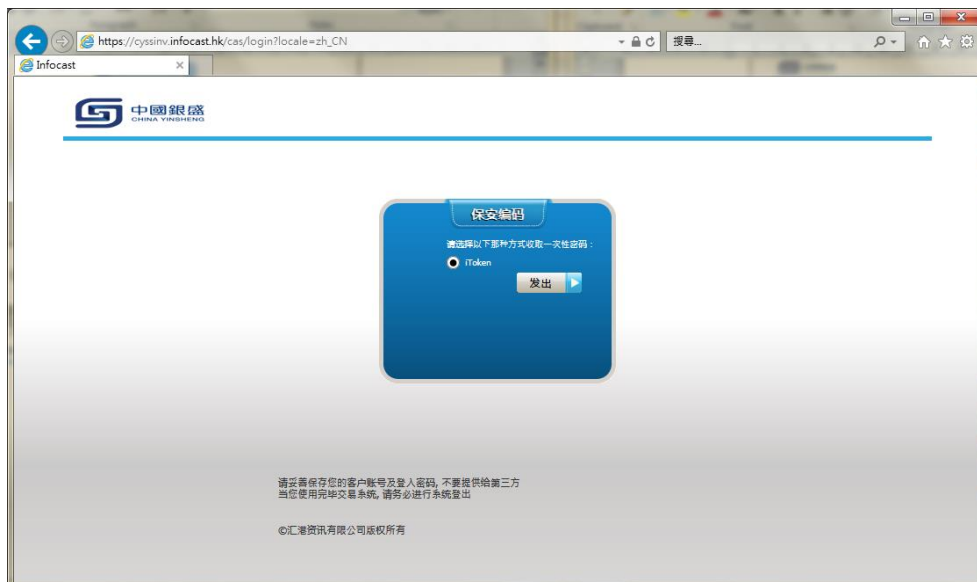 https://cyssinv.infocast.hk/cas/login?locale=zh_CN
搜尋...
Infocast
中國銀盛
CHINA YINSHENG
保安编码
请选择以下那种方式收取一次性密码：
iToken
发出
请妥善保存您的客户账号及登入密码, 不要提供给第三方
当您使用完毕交易系统, 请务必进行系统登出
©汇港资讯有限公司版权所有